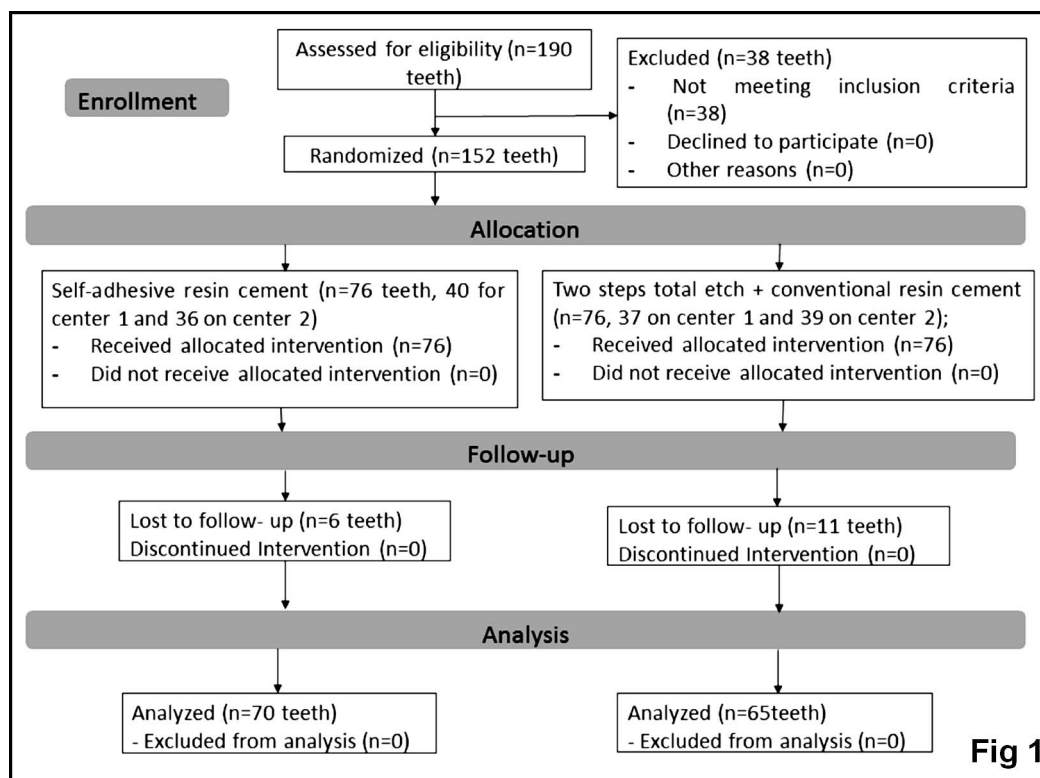 Assessed for eligibility (n=190
teeth)
Excluded (n=38 teeth)
- Not meeting inclusion criteria
(n=38)
- Declined to participate (n=0)
- Other reasons (n=0)
Enrollment
Randomized (n=152 teeth)
Allocation
Self-adhesive resin cement (n=76 teeth, 40 for
center 1 and 36 on center 2)
- Received allocated intervention (n=76)
- Did not receive allocated intervention (n=0)
Two steps total etch + conventional resin cement
(n=76, 37 on center 1 and 39 on center 2);
- Received allocated intervention (n=76)
- Did not receive allocated intervention (n=0)
Follow-up
Lost to follow- up (n=6 teeth)
Discontinued Intervention (n=0)
Lost to follow- up (n=11 teeth)
Discontinued Intervention (n=0)
Analysis
Analyzed (n=70 teeth)
- Excluded from analysis (n=0)
Analyzed (n=65teeth)
- Excluded from analysis (n=0)
Fig 1